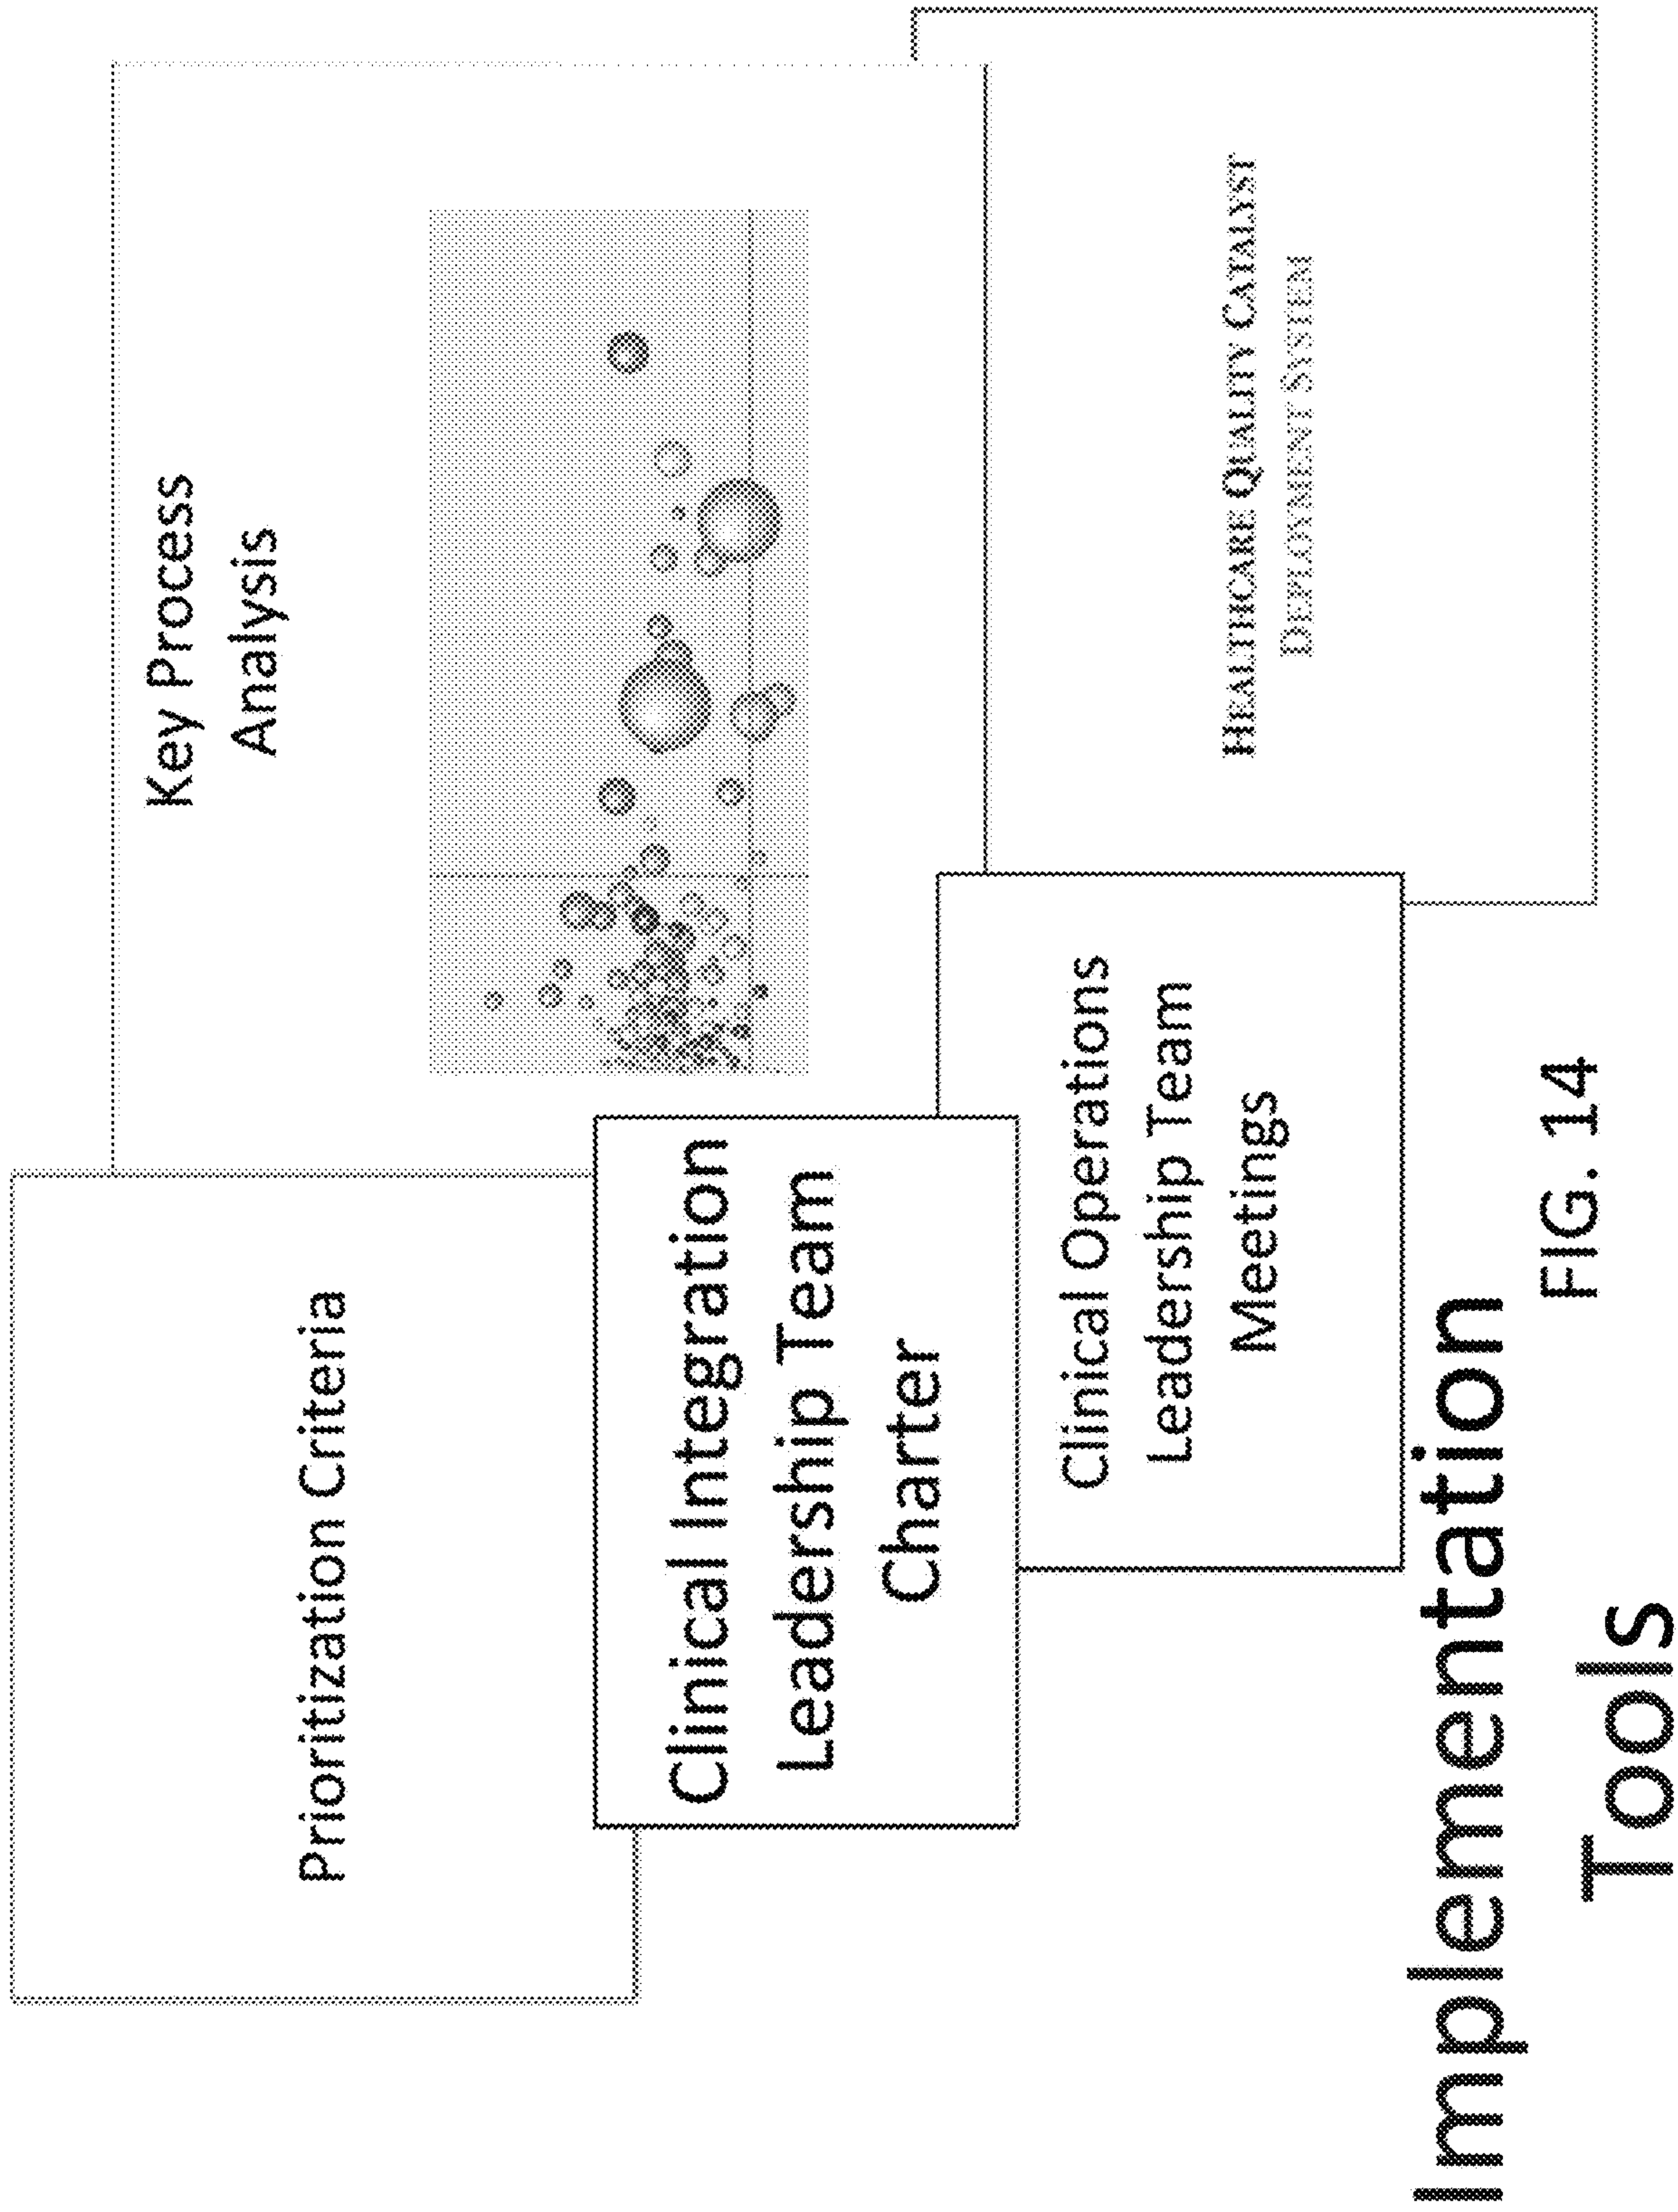 Prioritization Criteria
Key Process
Analysis
Clinical Integration
Leadership Team
Charter
Clinical Operations
Leadership Team
Meetings
HEALTHCARE QUALITY CATALYST
DEPLOYMENT SYSTEM
Implementation
Tools
FIG. 14